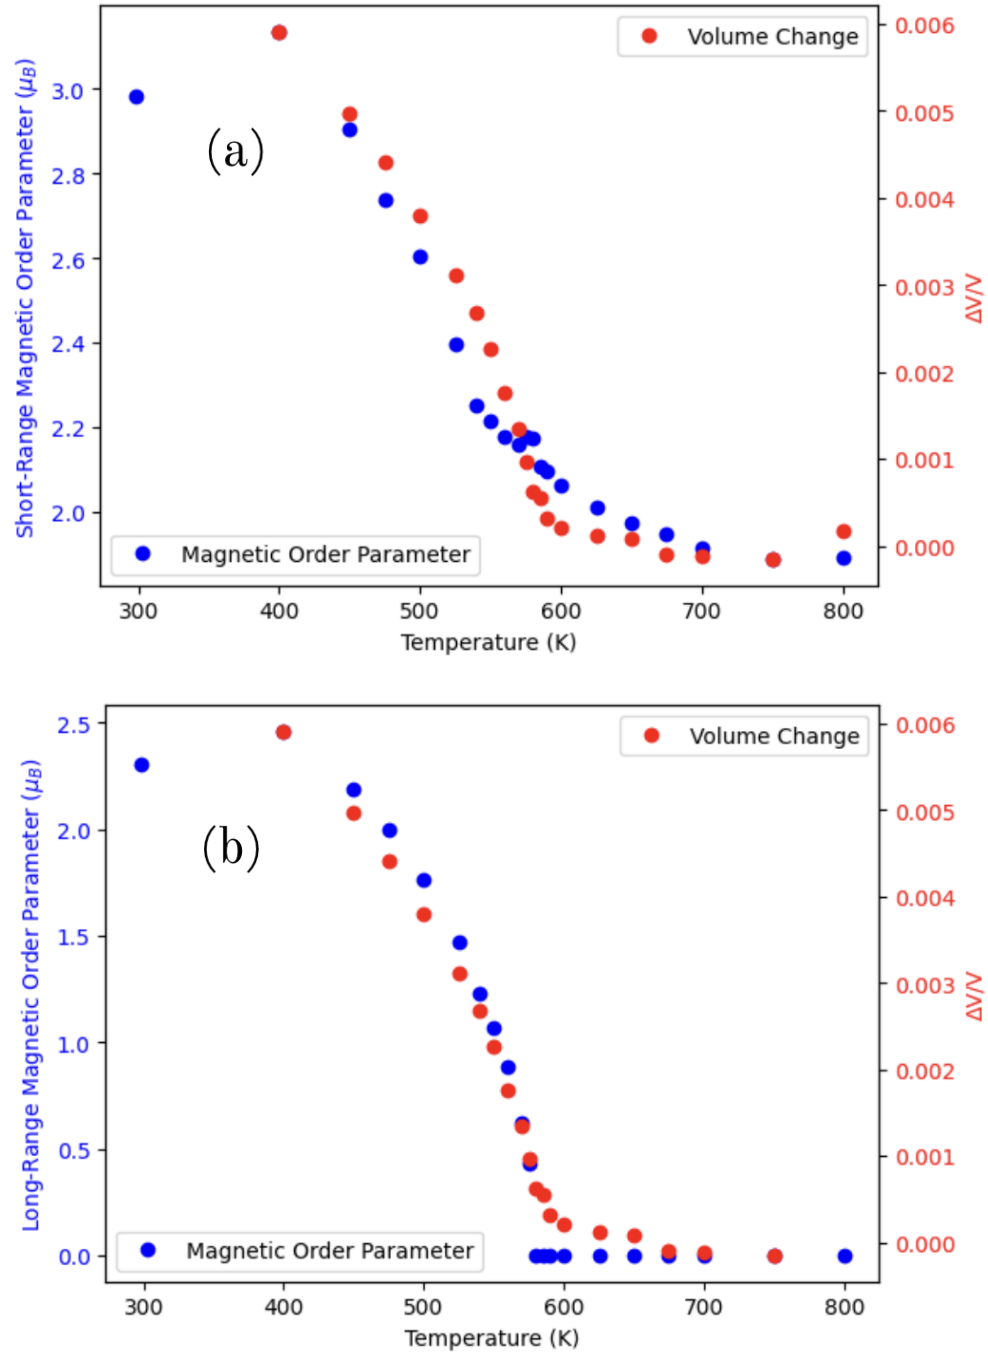 Volume Change
0.006
3.0
0.005
(a)
2.8
0.004
2.6
0.003
2.4
0.002
2.2
0.001
2.0
Magnetic Order Parameter
0.000
300 400 500 600 700 800
Temperature (K)
Short-Range Magnetic Order Parameter (μB)
ΔV/V
2.5
Volume Change
0.006
2.0
0.005
(b)
0.004
1.5
0.003
1.0
0.002
0.5
0.001
0.0
Magnetic Order Parameter
0.000
300 400 500 600 700 800
Temperature (K)
Long-Range Magnetic Order Parameter (μB)
ΔV/V